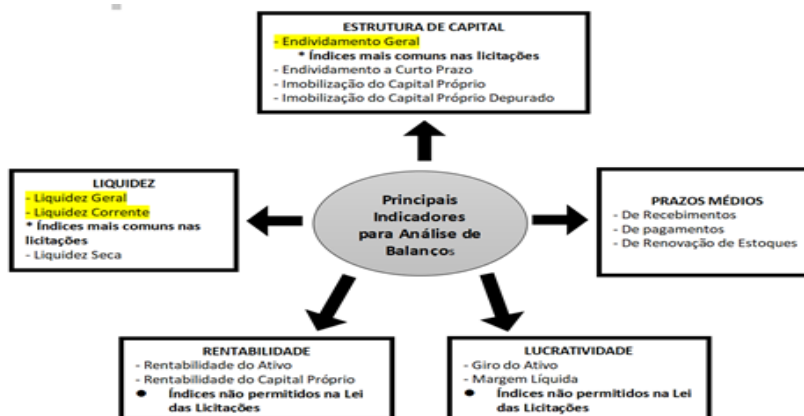 ESTRUTURA DE CAPITAL
- Endividamento Geral
* Índices mais comuns nas licitações
- Endividamento a Curto Prazo
- Imobilização do Capital Próprio
- Imobilização do Capital Próprio Depurado
LIQUIDEZ
- Liquidez Geral
- Liquidez Corrente
* Índices mais comuns nas
licitações
- Liquidez Seca
Principais
Indicadores
para Análise de
Balanços
PRAZOS MÉDIOS
- De Recebimentos
- De pagamentos
- De Renovação de Estoques
RENTABILIDADE
- Rentabilidade do Ativo
- Rentabilidade do Capital Próprio
● Índices não permitidos na Lei
das Licitações
LUCRATIVIDADE
- Giro do Ativo
- Margem Líquida
● Índices não permitidos na Lei
das Licitações